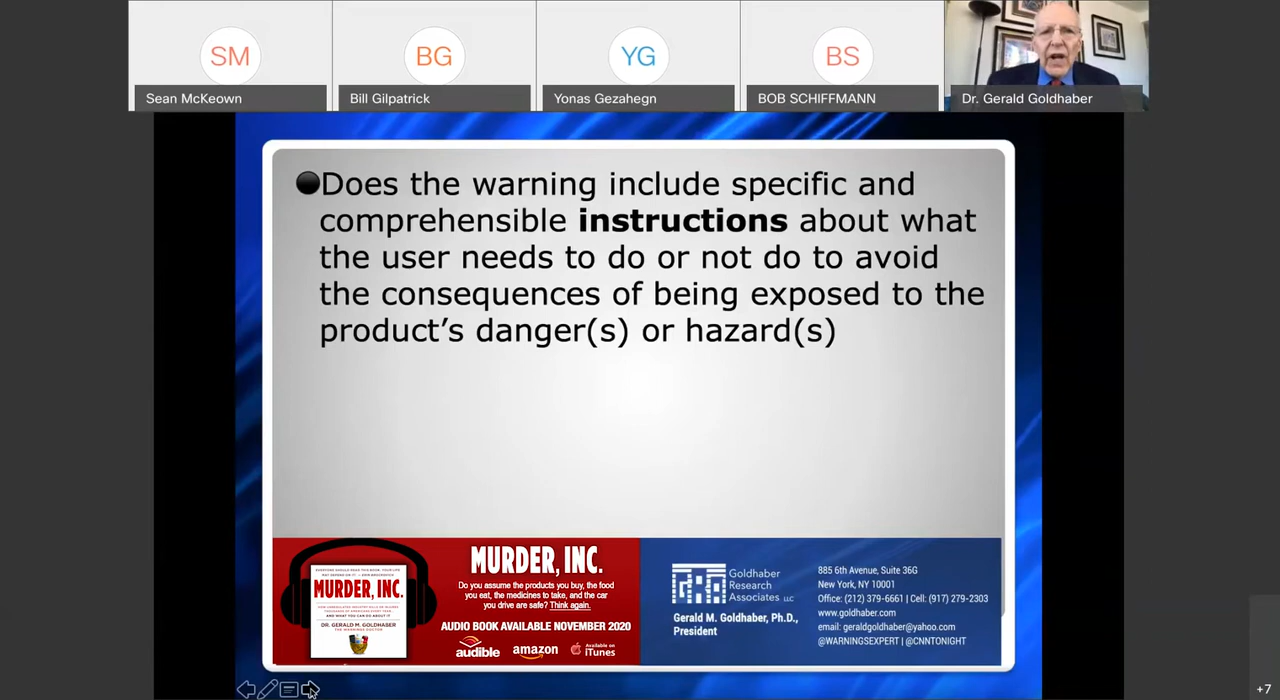 SM
BG
YG
BS
Sean McKeown
Bill Gilpatrick
Yonas Gezahegn
BOB SCHIFFMANN
Dr. Gerald Goldhaber
Does the warning include specific and
comprehensible instructions about what
the user needs to do or not do to avoid
the consequences of being exposed to the
product's danger(s) or hazard(s)
MURDER, INC.
DR. GERALD M. GOLDHABER
THE WARNINGS DOCTOR
MURDER, INC.
Do you assume the products you buy, the food
you eat, the medicines to take, and the car
you drive are safe? Think again.
AUDIO BOOK AVAILABLE NOVEMBER 2020
audible
amazon
Available on
iTunes
Goldhaber
Research
Associates LLC
Gerald M. Goldhaber, Ph.D.,
President
885 6th Avenue, Suite 36G
New York, NY 10001
Office: (212) 379-6661 | Cell: (917) 279-2303
www.goldhaber.com
email: geraldgoldhaber@yahoo.com
@WARNINGSEXPERT | @CNNTONIGHT
+7